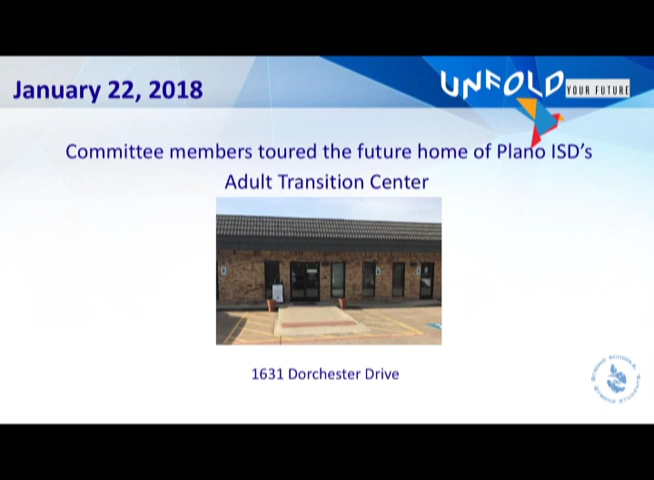 January 22, 2018
UNFOLD YOUR FUTURE
Committee members toured the future home of Plano ISD's
Adult Transition Center
1631 Dorchester Drive